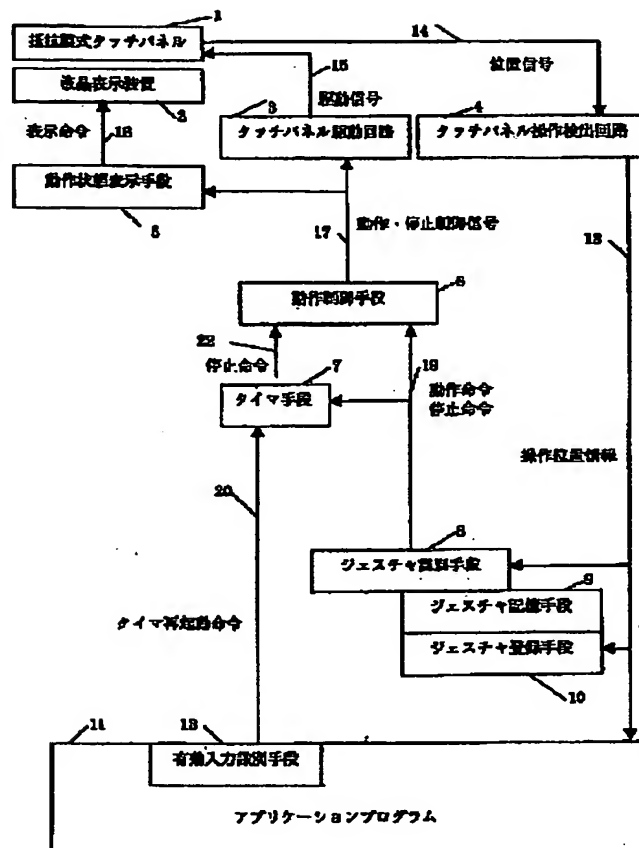 1
抵抗膜式タッチパネル
14
位置信号
15
駆動信号
液晶表示装置
2
表示命令
18
3
タッチパネル駆動回路
4
タッチパネル操作検出回路
動作状態表示手段
5
17
動作・停止制御信号
13
動作制御手段
6
22
停止命令
7
タイマ手段
19
動作命令
停止命令
操作位置情報
20
8
ジェスチャ識別手段
9
ジェスチャ記憶手段
タイマ再起動命令
ジェスチャ登録手段
10
11
有効入力識別手段
アプリケーションプログラム